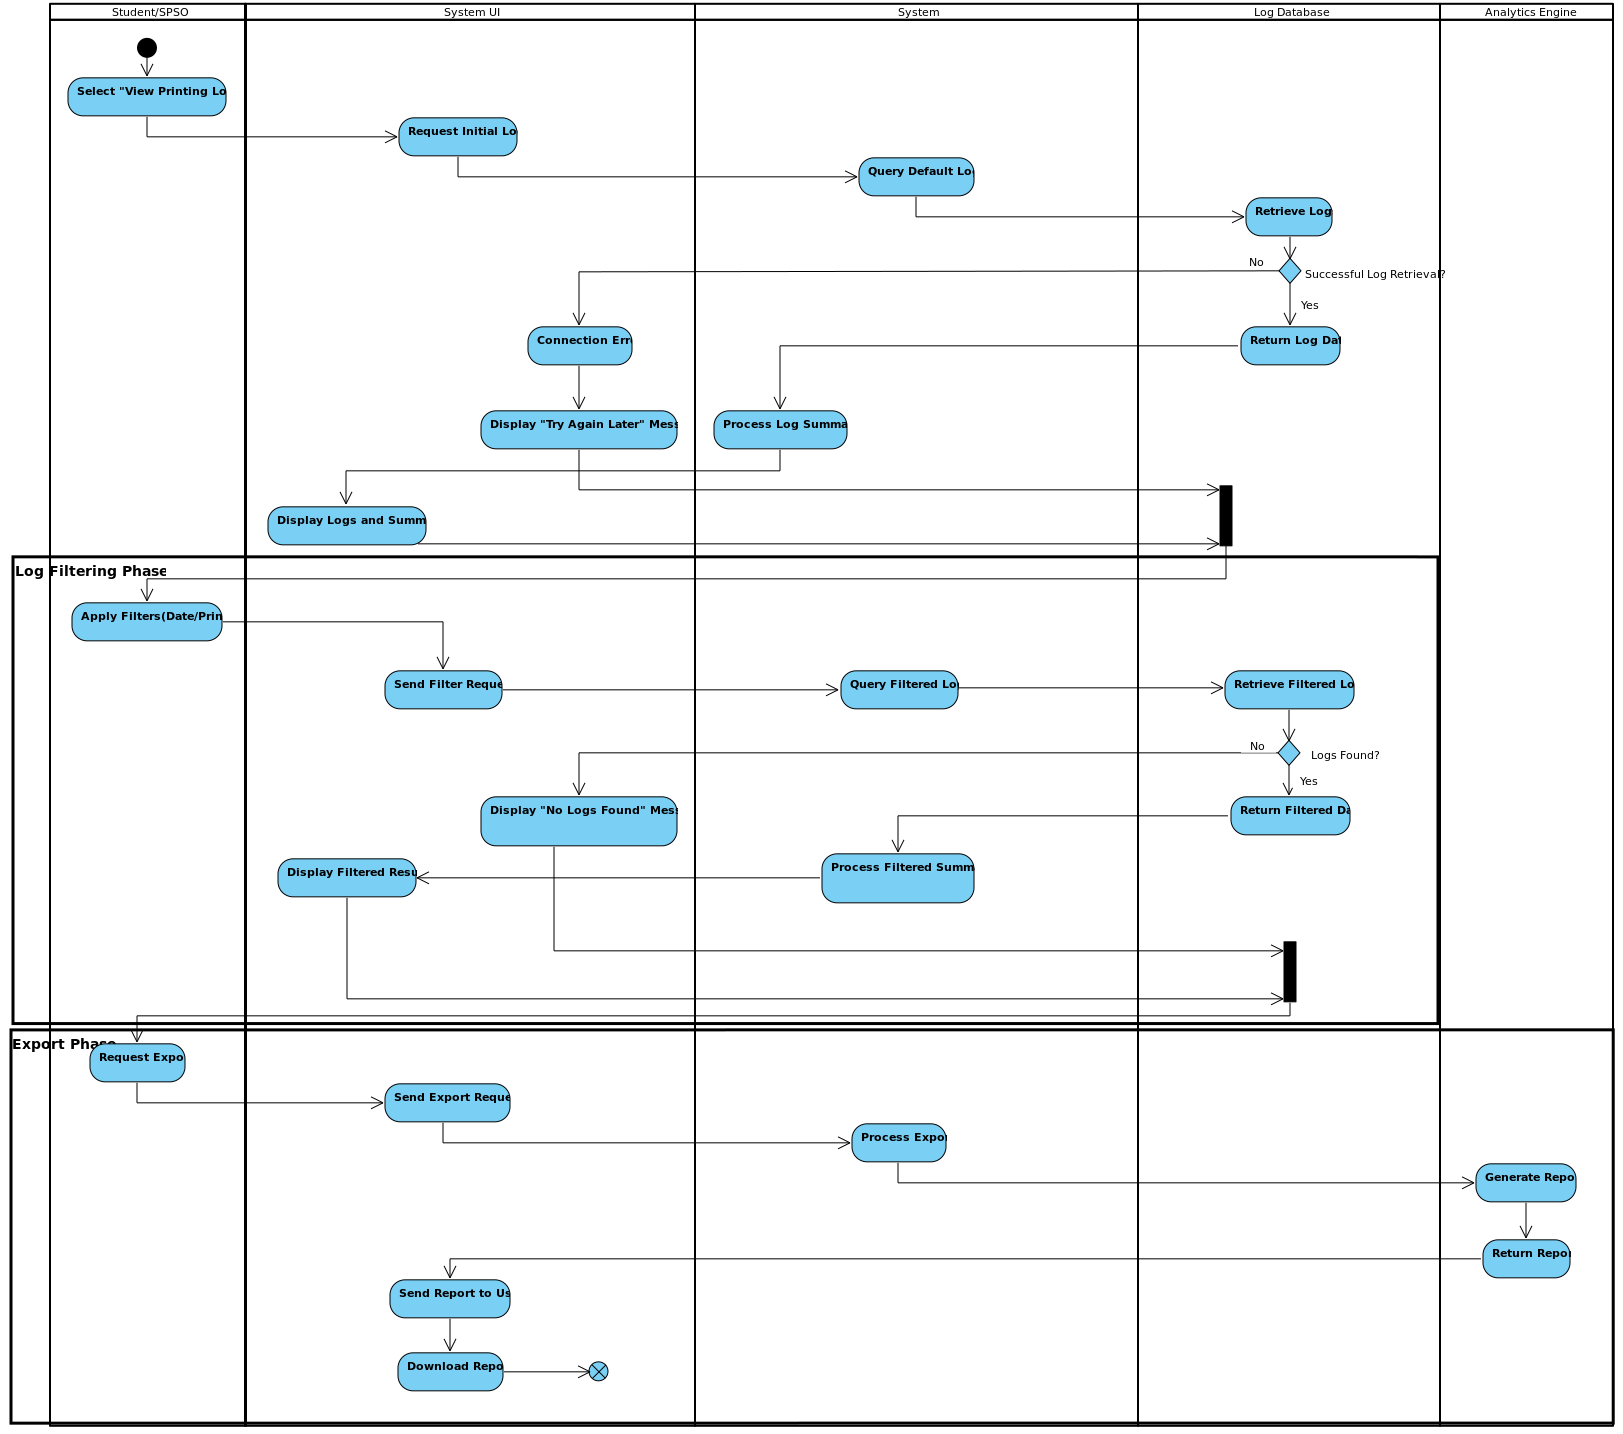 Student/SPSO
System UI
System
Log Database
Analytics Engine
Select "View Printing Lo
Request Initial Lo
Query Default Lo
Retrieve Log
No
Successful Log Retrieval?
Yes
Connection Err
Return Log Da
Display "Try Again Later" Mess
Process Log Summa
Display Logs and Summ
Log Filtering Phase
Apply Filters(Date/Prin
Send Filter Reque
Query Filtered Lo
Retrieve Filtered Lo
No
Logs Found?
Yes
Display "No Logs Found" Mess
Return Filtered Da
Display Filtered Resu
Process Filtered Summ
Export Phase
Request Expo
Send Export Reque
Process Expor
Generate Repo
Return Repor
Send Report to Us
Download Repo